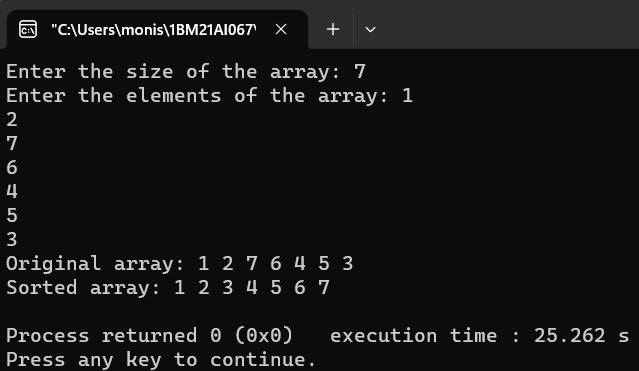 "C:\Users\monis\1BM21AI067\
Enter the size of the array: 7
Enter the elements of the array: 1
2
7
6
4
5
3
Original array: 1 2 7 6 4 5 3
Sorted array: 1 2 3 4 5 6 7
Process returned 0 (0x0)   execution time : 25.262 s
Press any key to continue.